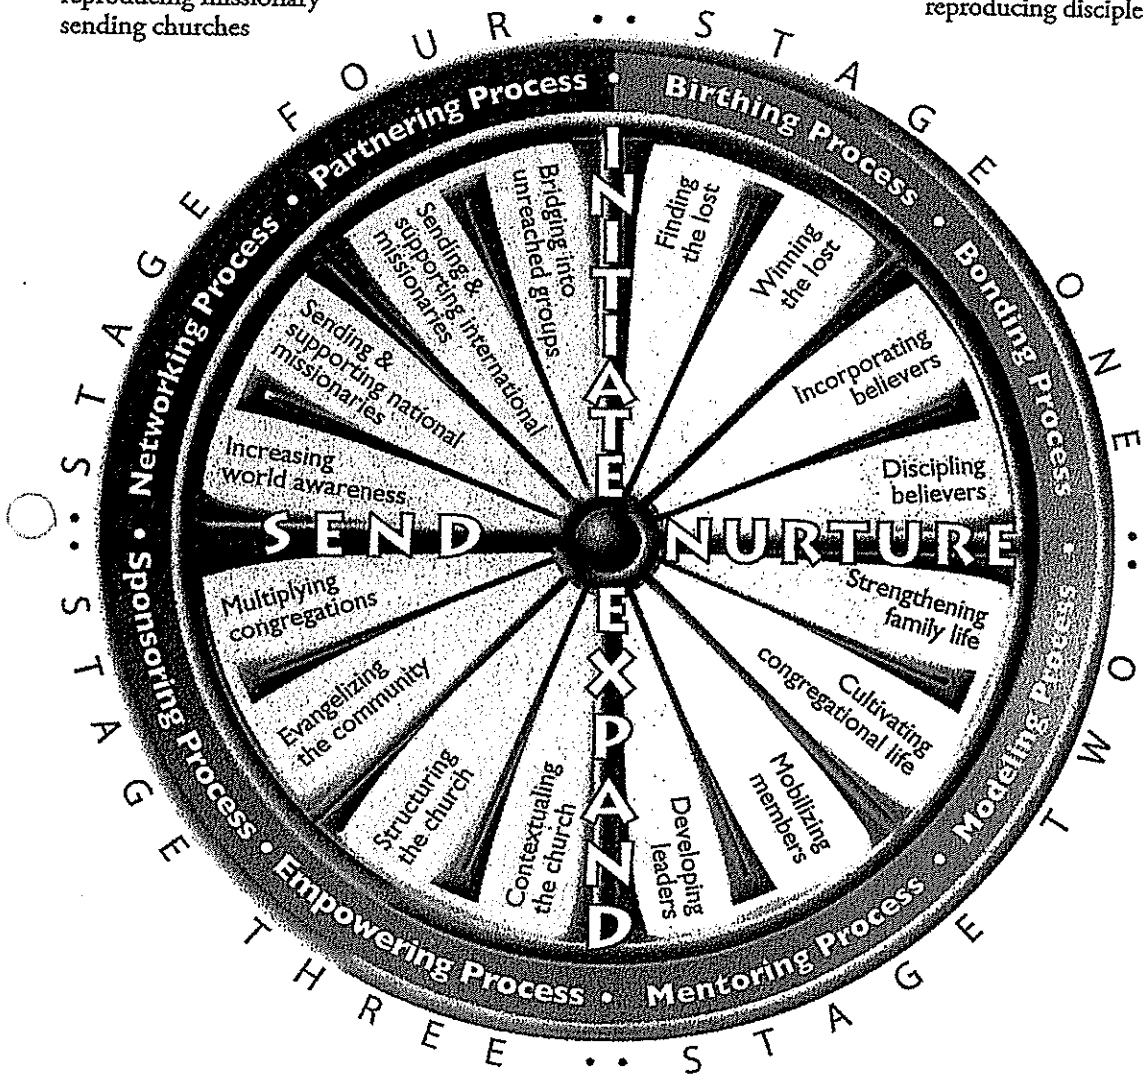 reproducing missionary
sending churches
reproducing disciple
STAGE ONE
STAGE TWO
STAGE THREE
STAGE FOUR
Birthing Process • Bonding Process
Modeling Process • Mentoring Process
Empowering Process • Sponsoring Process
Networking Process • Partnering Process
INITIATE
NURTURE
EXPAND
SEND
Finding
the lost
Winning
the lost
Incorporating
believers
Discipling
believers
Strengthening
family life
Cultivating
congregational life
Mobilizing
members
Developing
leaders
Contextualing
the church
Structuring
the church
Evangelizing
the community
Multiplying
congregations
Increasing
world awareness
Sending &
supporting national
missionaries
Sending &
supporting international
missionaries
Bridging into
unreached groups